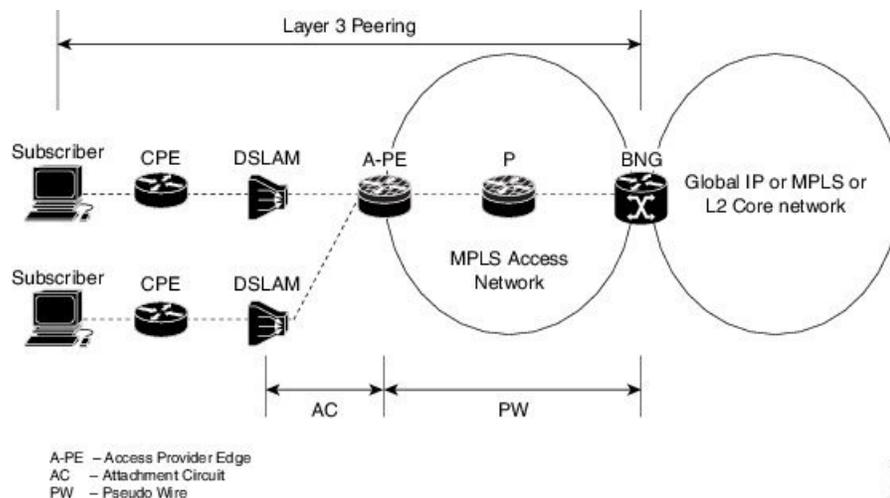 Layer 3 Peering
Subscriber
CPE
DSLAM
A-PE
P
BNG
Global IP or MPLS or
L2 Core network
MPLS Access
Network
Subscriber
CPE
DSLAM
AC
PW
A-PE – Access Provider Edge
AC – Attachment Circuit
PW – Pseudo Wire